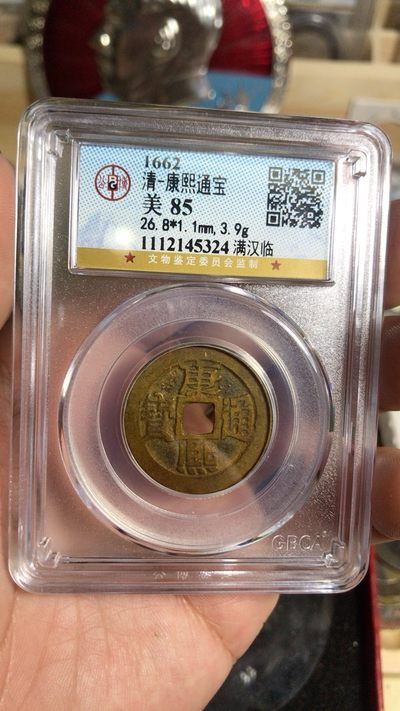 1662
清-康熙通宝
美 85
26.8*1.1mm,3.9g
1112145324 满汉临
★ 文物鉴定委员会监制 ★
康熙通寳
GBCA